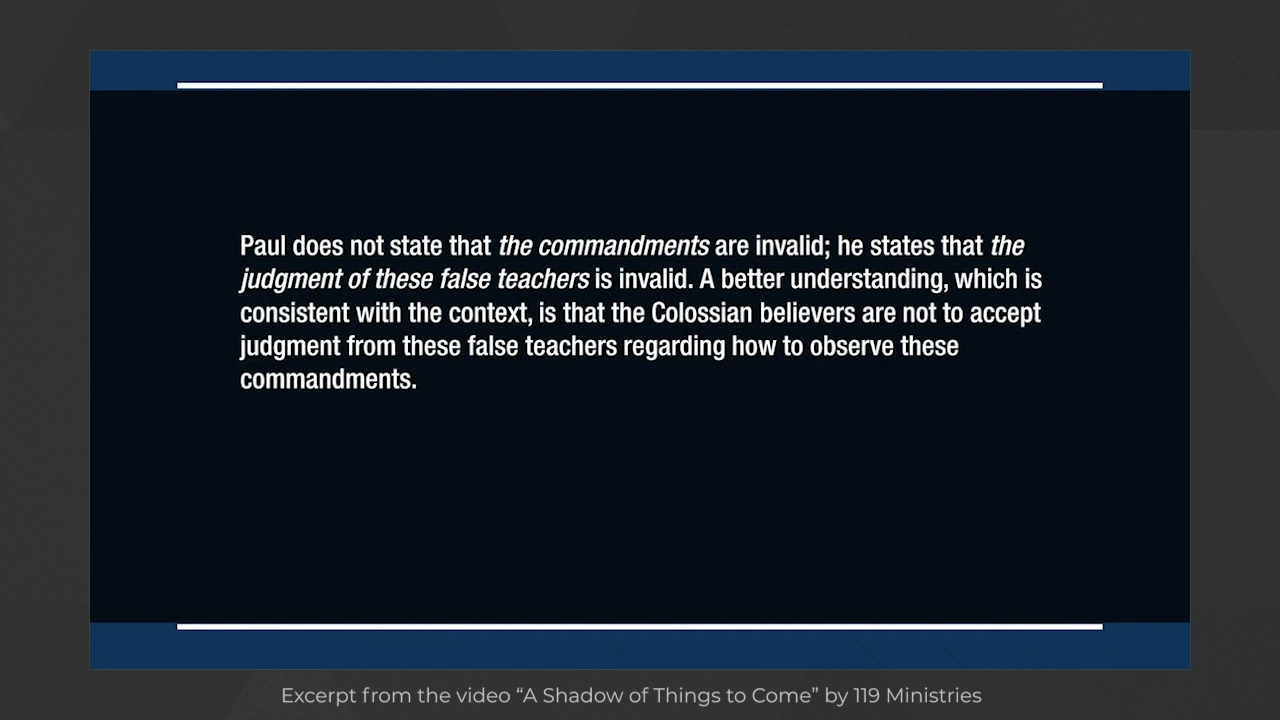 Paul does not state that the commandments are invalid; he states that the
judgment of these false teachers is invalid. A better understanding, which is
consistent with the context, is that the Colossian believers are not to accept
judgment from these false teachers regarding how to observe these
commandments.
Excerpt from the video “A Shadow of Things to Come” by 119 Ministries